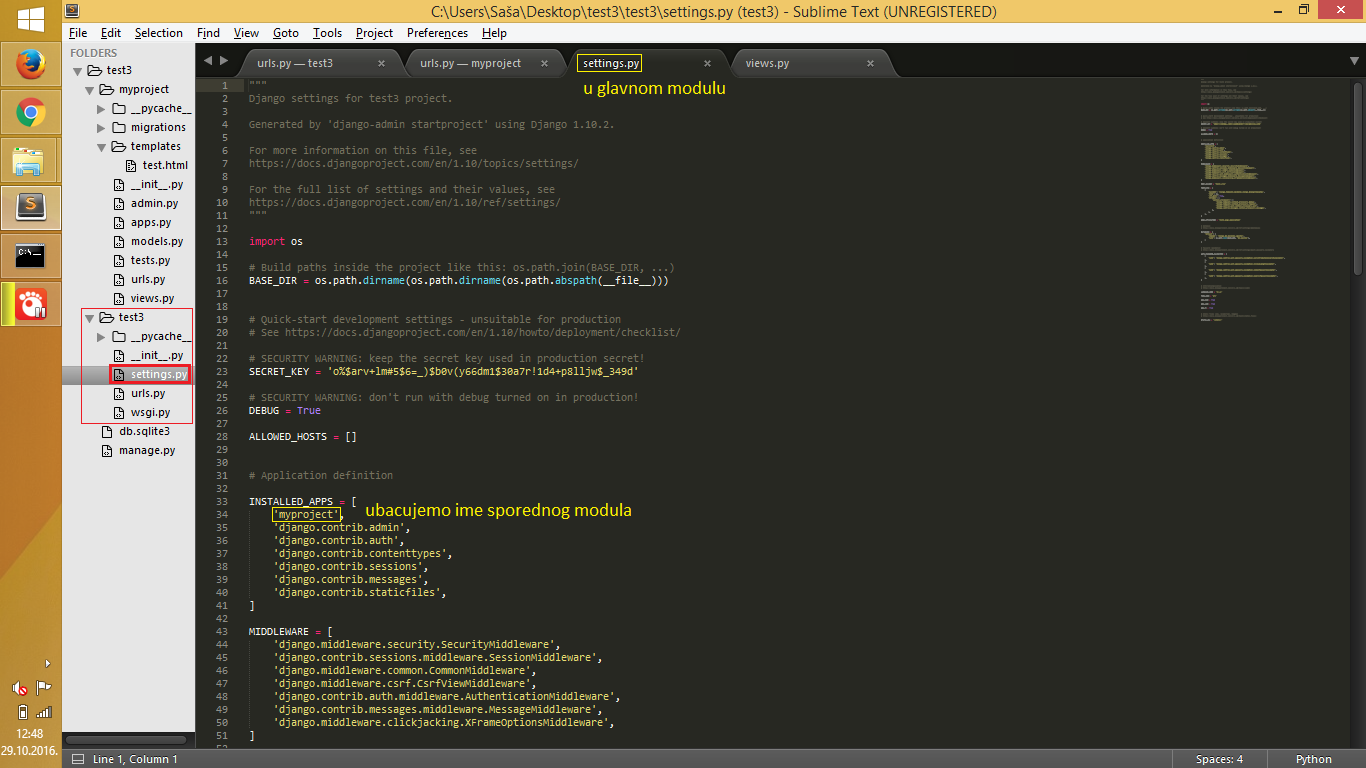 C:\Users\Saša\Desktop\test3\test3\settings.py (test3) - Sublime Text (UNREGISTERED)
File Edit Selection Find View Goto Tools Project Preferences Help
FOLDERS
test3
myproject
__pycache__
migrations
templates
test.html
__init__.py
admin.py
apps.py
models.py
tests.py
urls.py
views.py
test3
__pycache__
__init__.py
settings.py
urls.py
wsgi.py
db.sqlite3
manage.py
urls.py — test3
urls.py — myproject
settings.py
views.py
u glavnom modulu
1 """
2 Django settings for test3 project.
3
4 Generated by 'django-admin startproject' using Django 1.10.2.
5
6 For more information on this file, see
7 https://docs.djangoproject.com/en/1.10/topics/settings/
8
9 For the full list of settings and their values, see
10 https://docs.djangoproject.com/en/1.10/ref/settings/
11 """
12
13 import os
14
15 # Build paths inside the project like this: os.path.join(BASE_DIR, ...)
16 BASE_DIR = os.path.dirname(os.path.dirname(os.path.abspath(__file__)))
17
18
19 # Quick-start development settings - unsuitable for production
20 # See https://docs.djangoproject.com/en/1.10/howto/deployment/checklist/
21
22 # SECURITY WARNING: keep the secret key used in production secret!
23 SECRET_KEY = 'o%$arv+lm#5$6=_)$b0v(y66dm1$30a7r!1d4+p8lljw$_349d'
24
25 # SECURITY WARNING: don't run with debug turned on in production!
26 DEBUG = True
27
28 ALLOWED_HOSTS = []
29
30
31 # Application definition
32
33 INSTALLED_APPS = [
34 'myproject', ubacujemo ime sporednog modula
35 'django.contrib.admin',
36 'django.contrib.auth',
37 'django.contrib.contenttypes',
38 'django.contrib.sessions',
39 'django.contrib.messages',
40 'django.contrib.staticfiles',
41 ]
42
43 MIDDLEWARE = [
44 'django.middleware.security.SecurityMiddleware',
45 'django.contrib.sessions.middleware.SessionMiddleware',
46 'django.middleware.common.CommonMiddleware',
47 'django.middleware.csrf.CsrfViewMiddleware',
48 'django.contrib.auth.middleware.AuthenticationMiddleware',
49 'django.contrib.messages.middleware.MessageMiddleware',
50 'django.middleware.clickjacking.XFrameOptionsMiddleware',
51 ]
12:48
29.10.2016.
Line 1, Column 1
Spaces: 4
Python